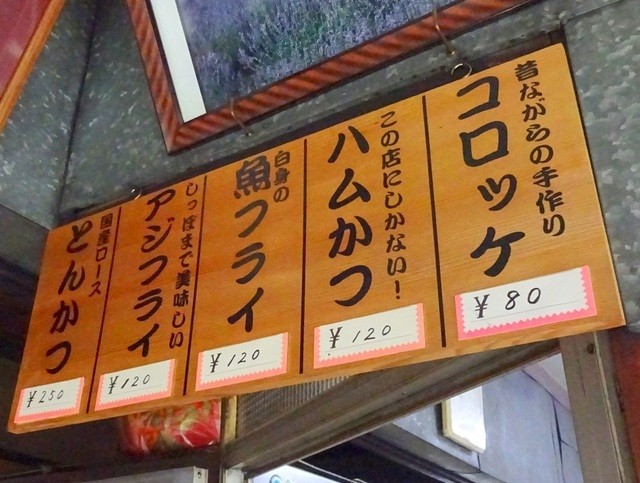 昔ながらの手作り
コロッケ
¥80
この店にしかない!
ハムかつ
¥120
白身の
魚フライ
¥120
しっぽまで美味しい
アジフライ
¥120
国産ロース
とんかつ
¥250